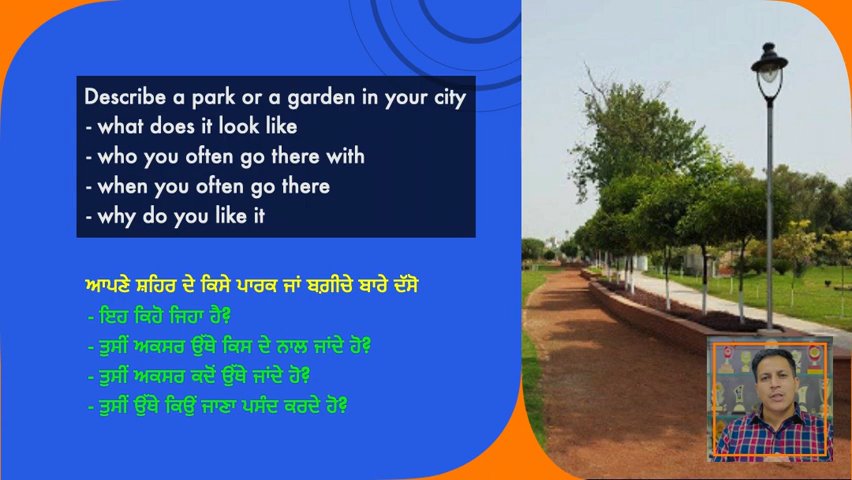 Describe a park or a garden in your city
- what does it look like
- who you often go there with
- when you often go there
- why do you like it
ਆਪਣੇ ਸ਼ਹਿਰ ਦੇ ਕਿਸੇ ਪਾਰਕ ਜਾਂ ਬਗ਼ੀਚੇ ਬਾਰੇ ਦੱਸੋ
- ਇਹ ਕਿਹੋ ਜਿਹਾ ਹੈ?
- ਤੁਸੀਂ ਅਕਸਰ ਉੱਥੇ ਕਿਸ ਦੇ ਨਾਲ ਜਾਂਦੇ ਹੋ?
- ਤੁਸੀਂ ਅਕਸਰ ਕਦੋਂ ਉੱਥੇ ਜਾਂਦੇ ਹੋ?
- ਤੁਸੀਂ ਉੱਥੇ ਕਿਉਂ ਜਾਣਾ ਪਸੰਦ ਕਰਦੇ ਹੋ?